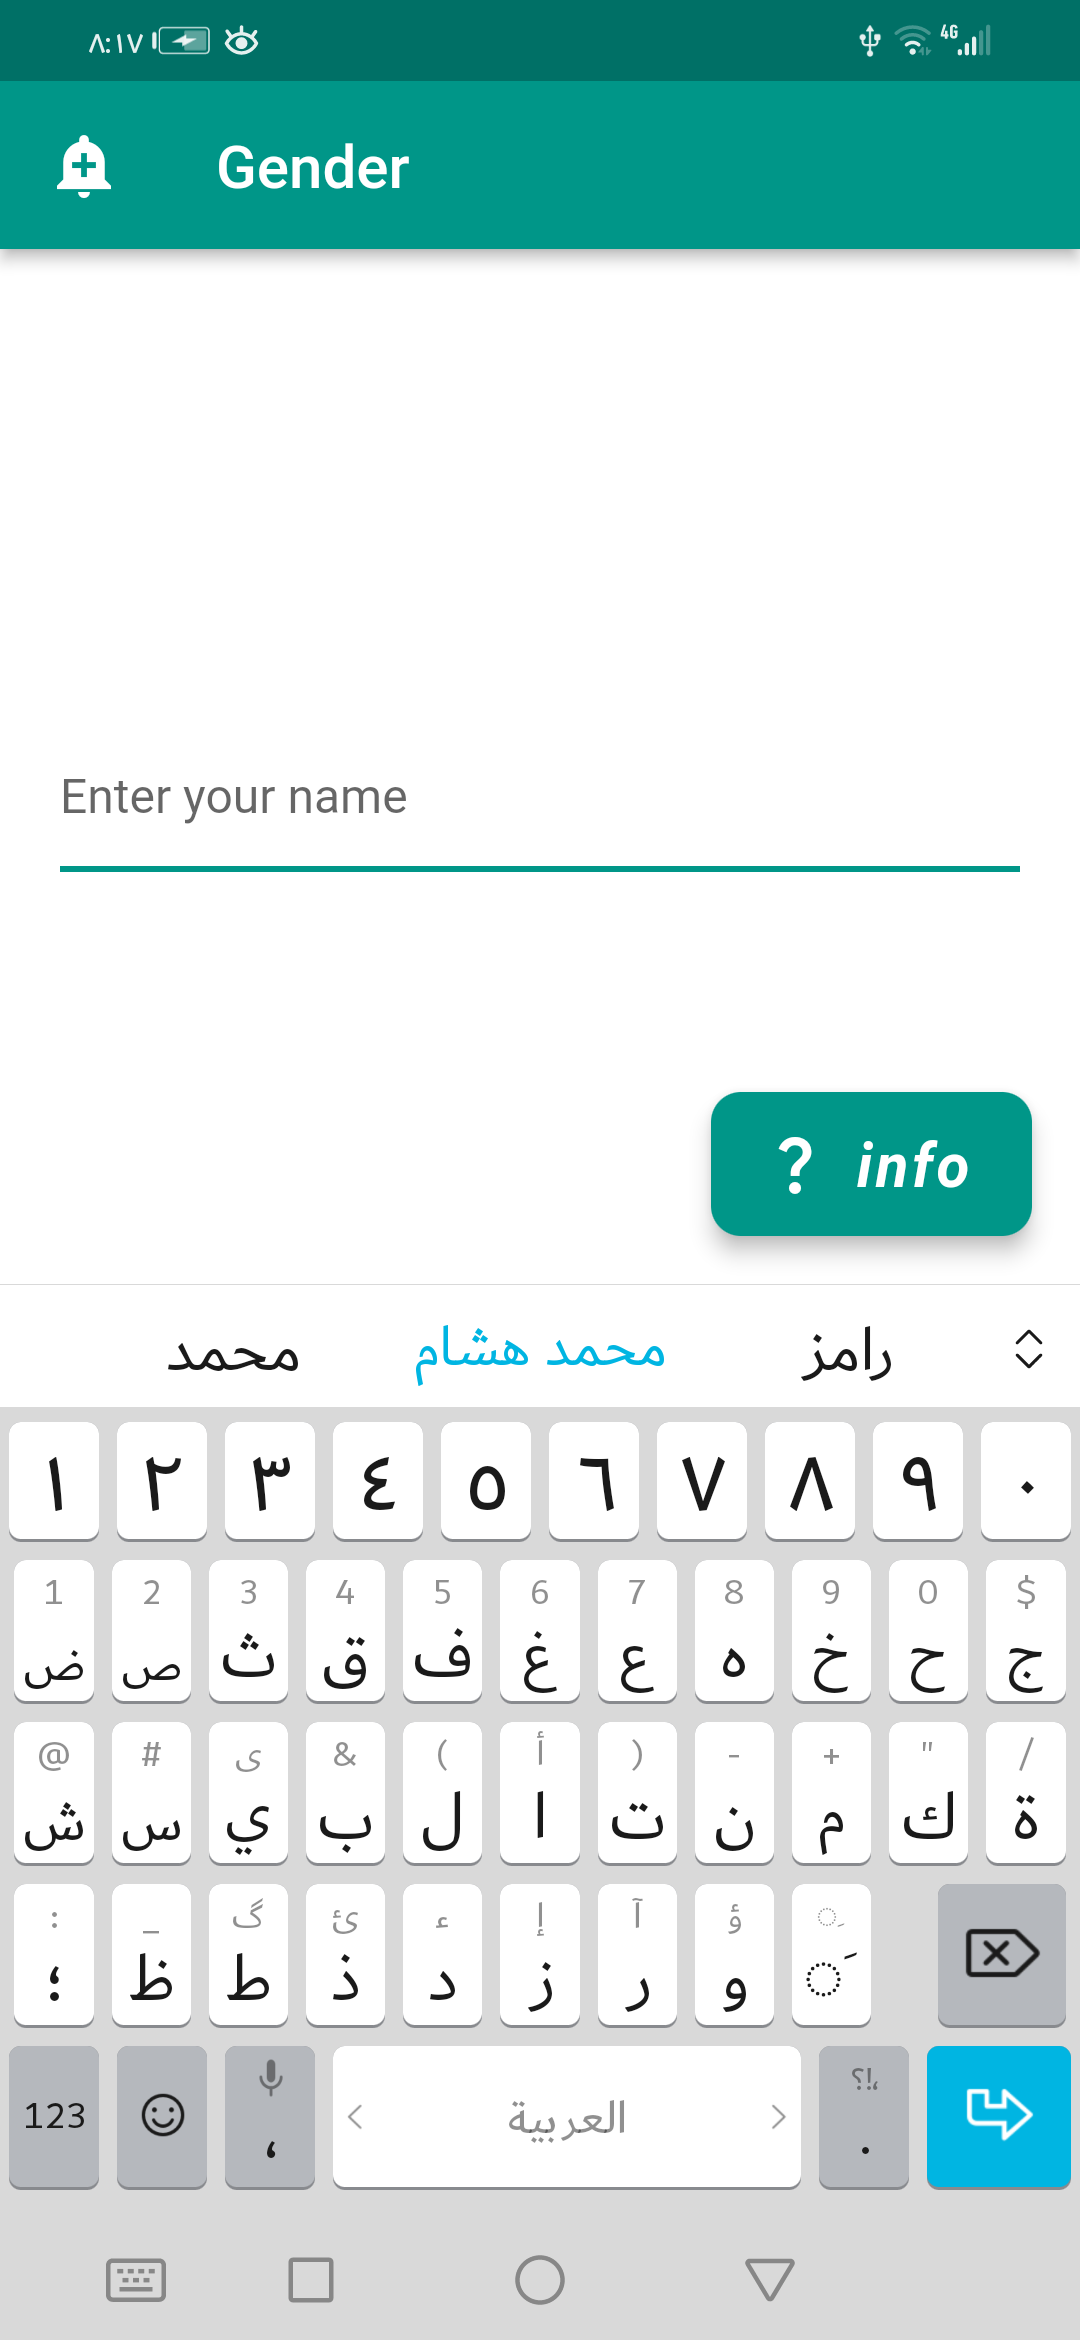 ٨:١٧ 4G
Gender
Enter your name
? info
محمد محمد هشام رامز
١ ٢ ٣ ٤ ٥ ٦ ٧ ٨ ٩ ٠
1 2 3 4 5 6 7 8 9 0 $
ض ص ث ق ف غ ع ه خ ح ج
@ # ى & ( أ ) - + " /
ش س ي ب ل ا ت ن م ك ة
: _ گ ئ ء إ آ ؤ ◌ِ
؛ ظ ط ذ د ز ر و ◌َ
،!؟
123 ، < العربية > .